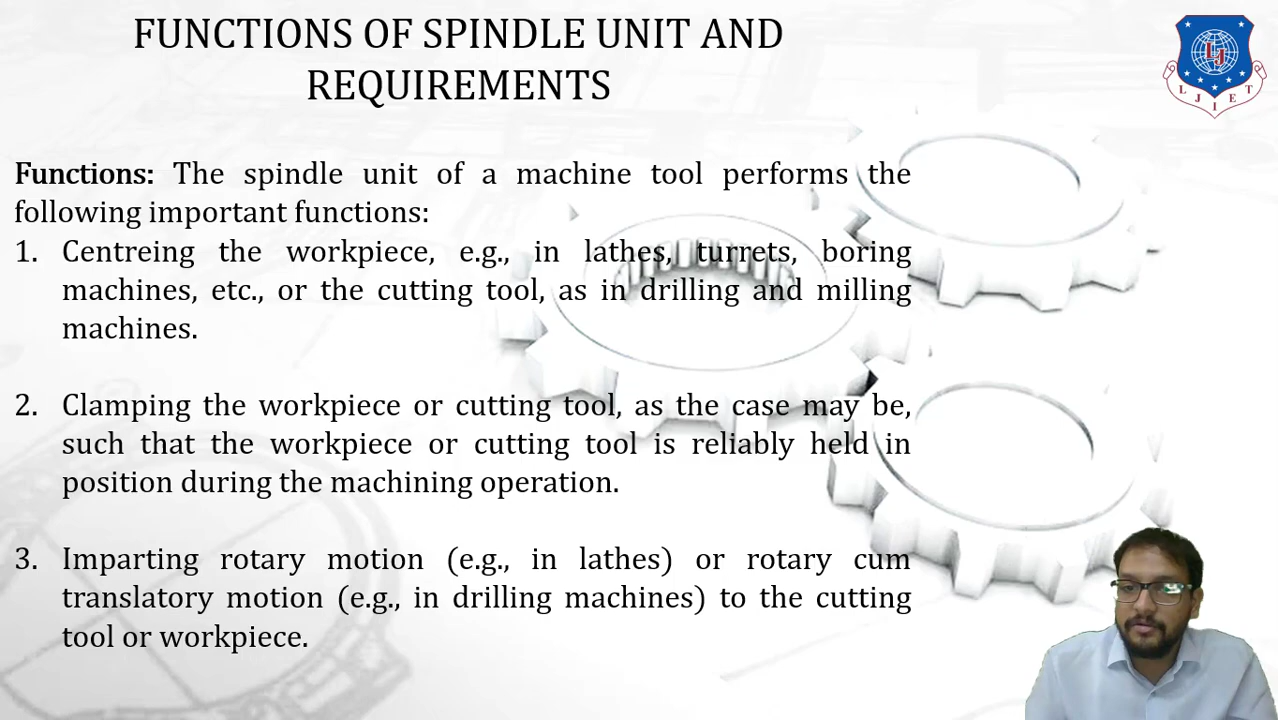 FUNCTIONS OF SPINDLE UNIT AND
REQUIREMENTS
LJ
L J I E T
Functions: The spindle unit of a machine tool performs the
following important functions:
1. Centreing the workpiece, e.g., in lathes, turrets, boring
machines, etc., or the cutting tool, as in drilling and milling
machines.
2. Clamping the workpiece or cutting tool, as the case may be,
such that the workpiece or cutting tool is reliably held in
position during the machining operation.
3. Imparting rotary motion (e.g., in lathes) or rotary cum
translatory motion (e.g., in drilling machines) to the cutting
tool or workpiece.